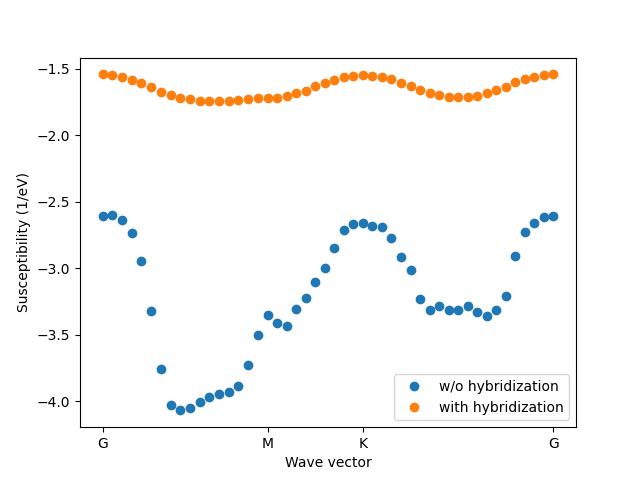 −1.5
−2.0
−2.5
−3.0
−3.5
−4.0
Susceptibility (1/eV)
w/o hybridization
with hybridization
G M K G
Wave vector